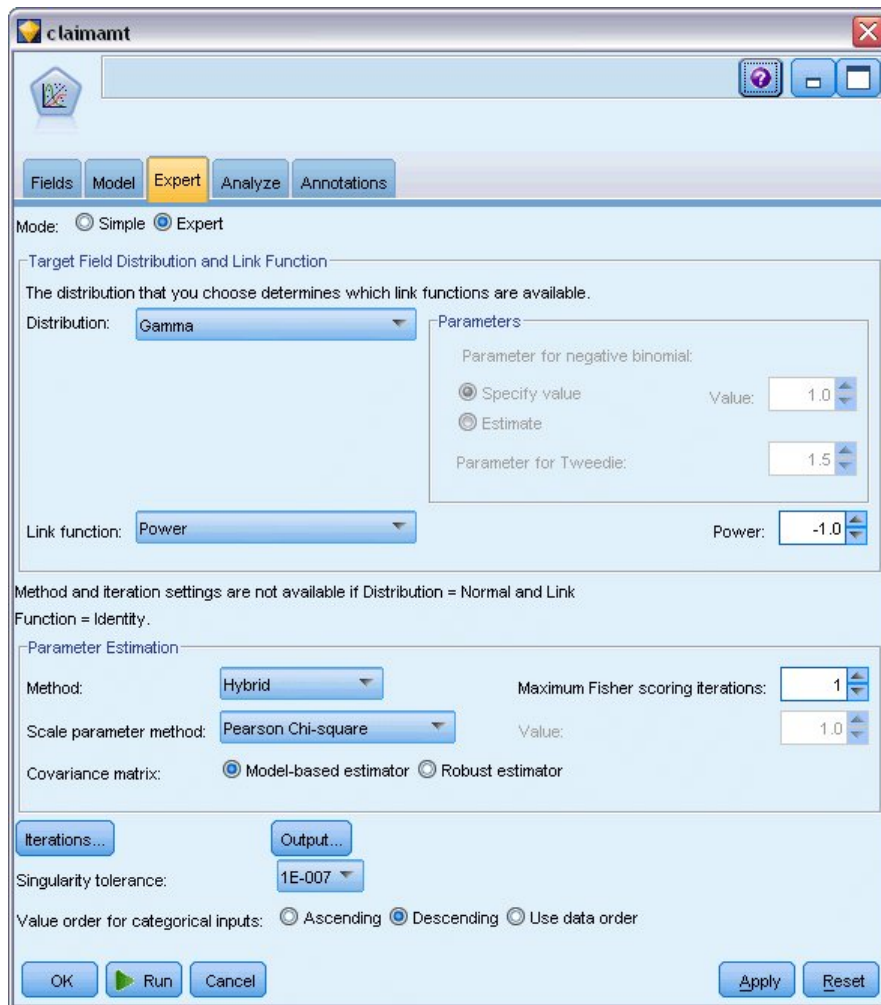 claimamt
Fields Model Expert Analyze Annotations
Mode: Simple Expert
Target Field Distribution and Link Function
The distribution that you choose determines which link functions are available.
Distribution: Gamma
Parameters
Parameter for negative binomial:
Specify value Value: 1.0
Estimate
Parameter for Tweedie: 1.5
Link function: Power Power: -1.0
Method and iteration settings are not available if Distribution = Normal and Link
Function = Identity.
Parameter Estimation
Method: Hybrid Maximum Fisher scoring iterations: 1
Scale parameter method: Pearson Chi-square Value: 1.0
Covariance matrix: Model-based estimator Robust estimator
Iterations... Output...
Singularity tolerance: 1E-007
Value order for categorical inputs: Ascending Descending Use data order
OK Run Cancel Apply Reset